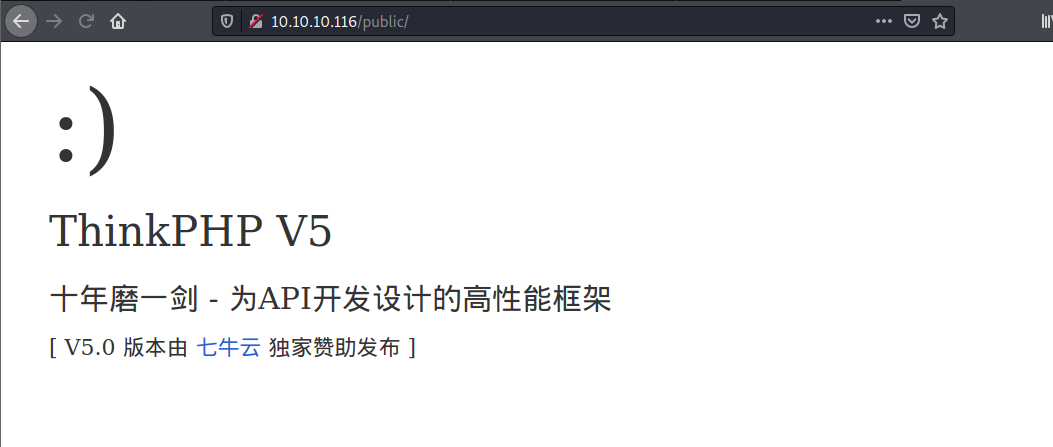 10.10.10.116/public/
:)
ThinkPHP V5
十年磨一剑 - 为API开发设计的高性能框架
[ V5.0 版本由 七牛云 独家赞助发布 ]